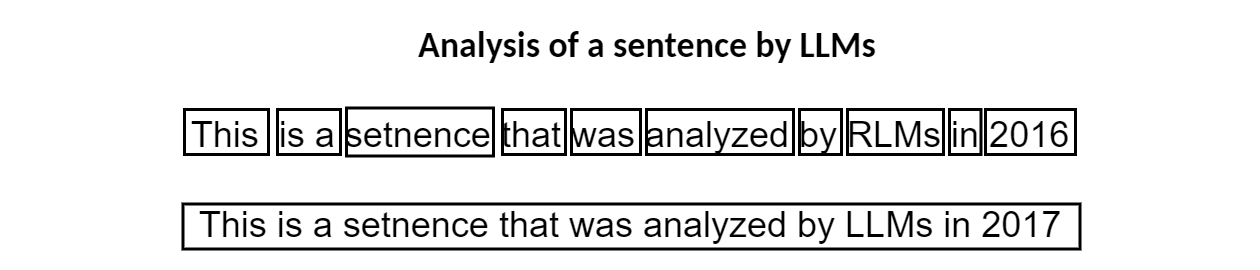 Analysis of a sentence by LLMs
This is a setnence that was analyzed by RLMs in 2016
This is a setnence that was analyzed by LLMs in 2017